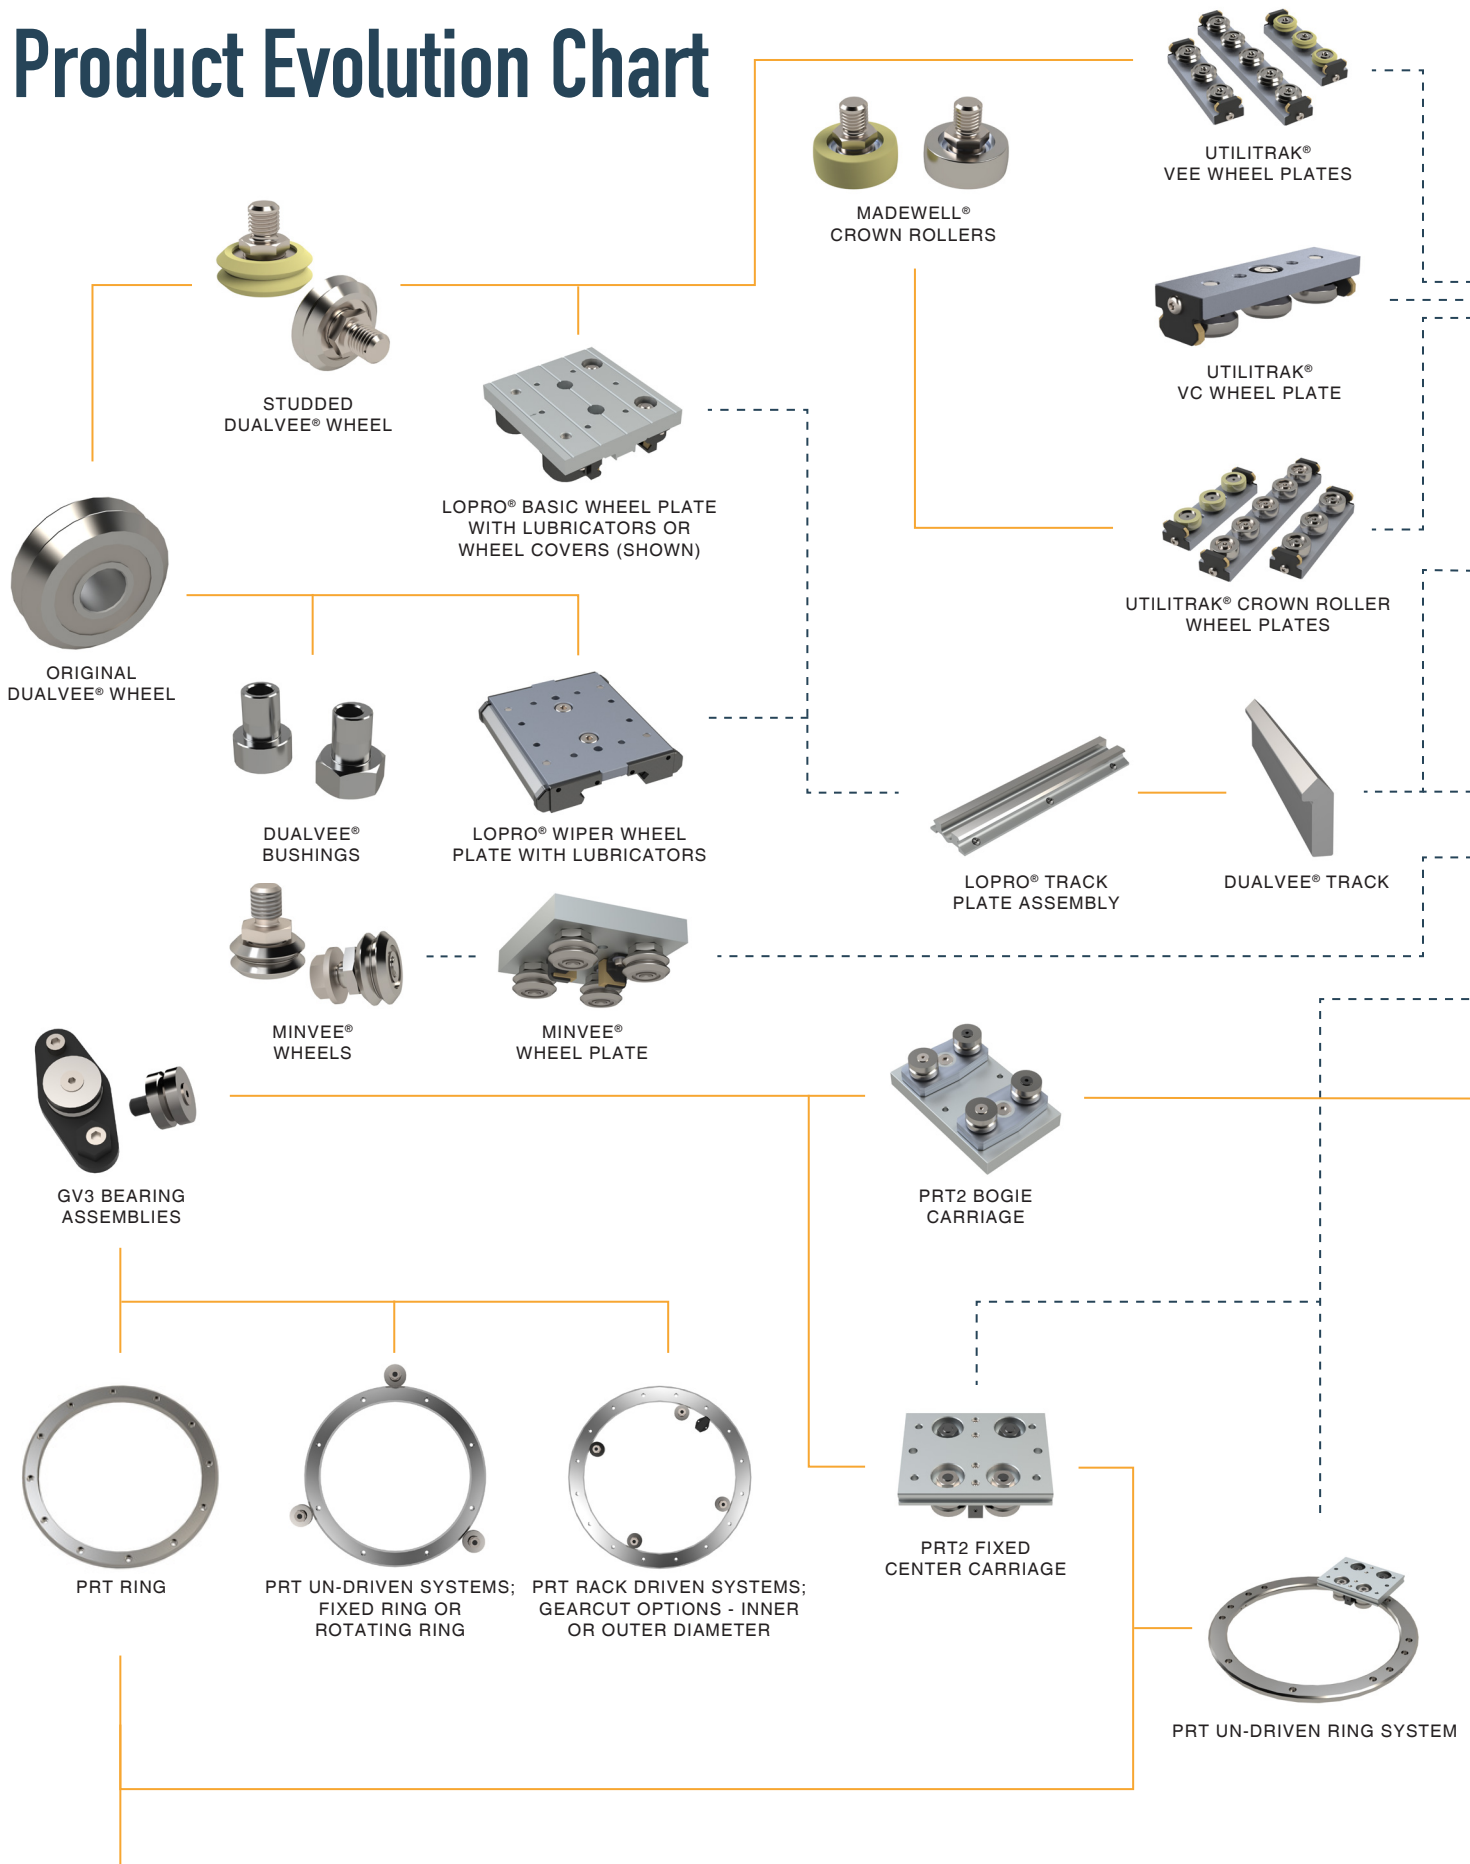 Product Evolution Chart
UTILITRAK®
VEE WHEEL PLATES
MADEWELL®
CROWN ROLLERS
UTILITRAK®
VC WHEEL PLATE
STUDDED
DUALVEE® WHEEL
LOPRO® BASIC WHEEL PLATE
WITH LUBRICATORS OR
WHEEL COVERS (SHOWN)
UTILITRAK® CROWN ROLLER
WHEEL PLATES
ORIGINAL
DUALVEE® WHEEL
DUALVEE®
BUSHINGS
LOPRO® WIPER WHEEL
PLATE WITH LUBRICATORS
LOPRO® TRACK
PLATE ASSEMBLY
DUALVEE® TRACK
MINVEE®
WHEELS
MINVEE®
WHEEL PLATE
GV3 BEARING
ASSEMBLIES
PRT2 BOGIE
CARRIAGE
PRT2 FIXED
CENTER CARRIAGE
PRT RING
PRT UN-DRIVEN SYSTEMS;
FIXED RING OR
ROTATING RING
PRT RACK DRIVEN SYSTEMS;
GEARCUT OPTIONS - INNER
OR OUTER DIAMETER
PRT UN-DRIVEN RING SYSTEM